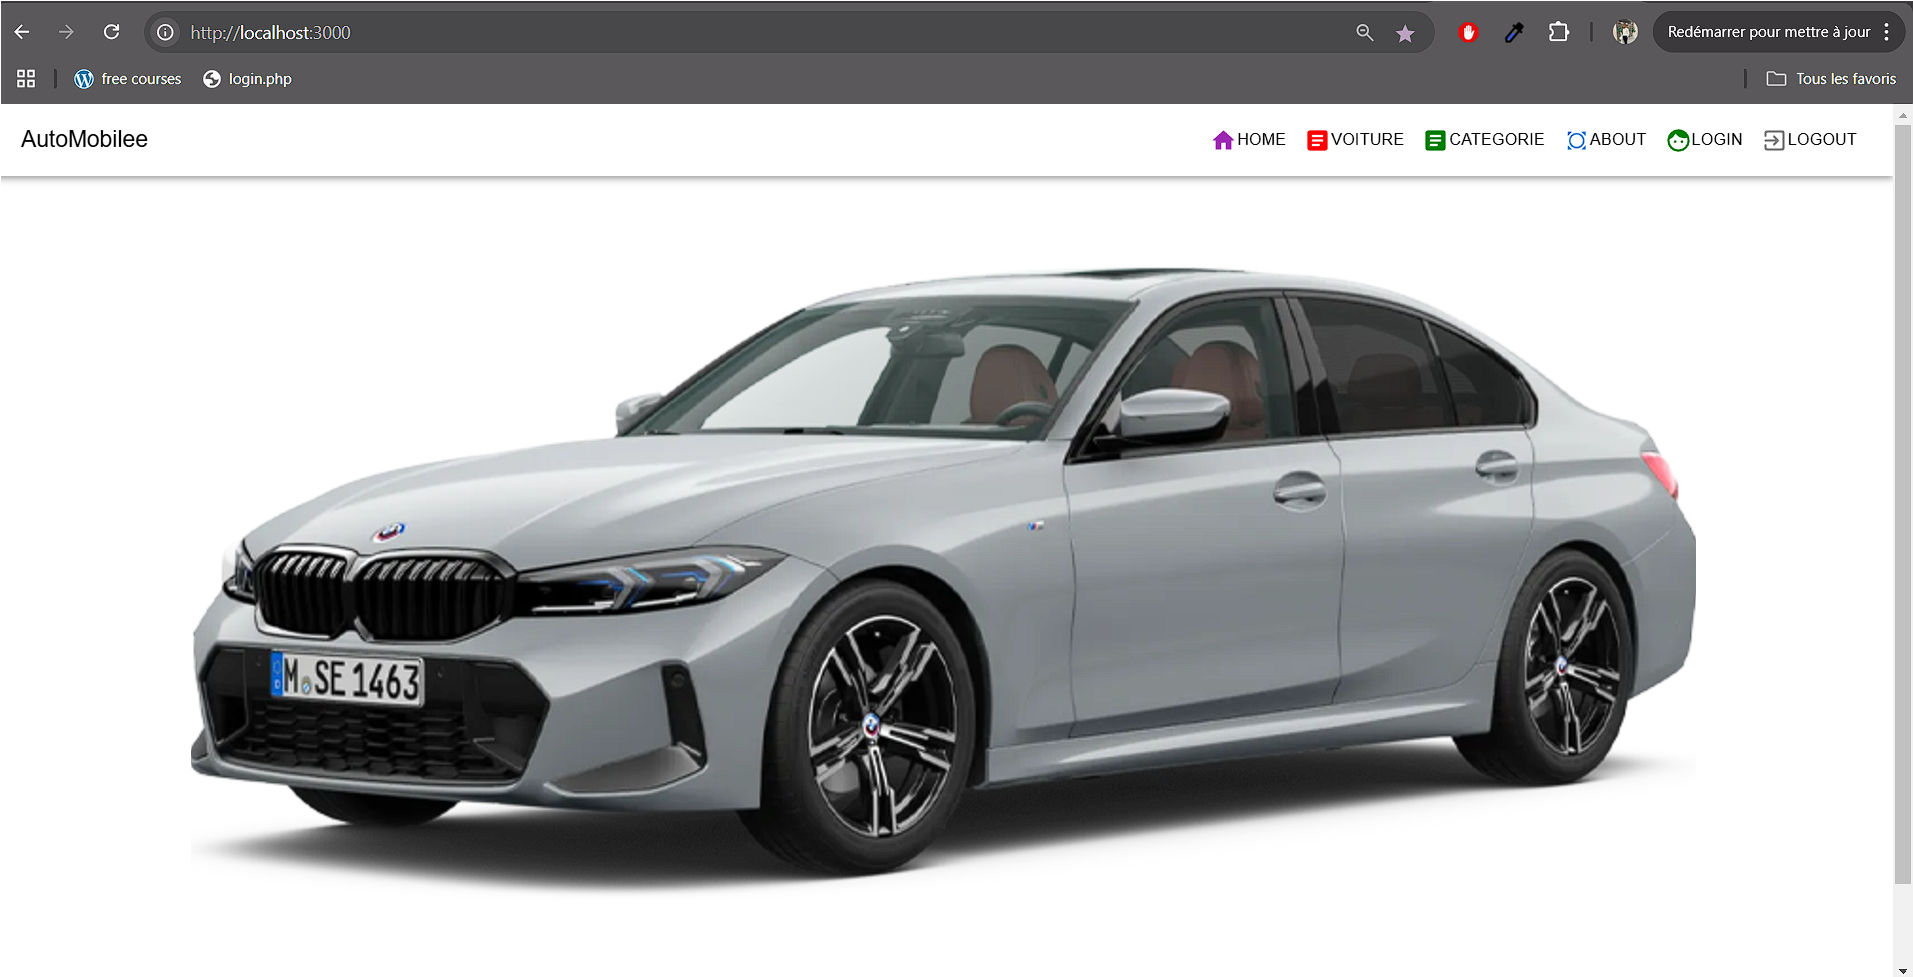 http://localhost:3000
Redémarrer pour mettre à jour
free courses
login.php
Tous les favoris
AutoMobilee
HOME
VOITURE
CATEGORIE
ABOUT
LOGIN
LOGOUT
D
M SE 1463